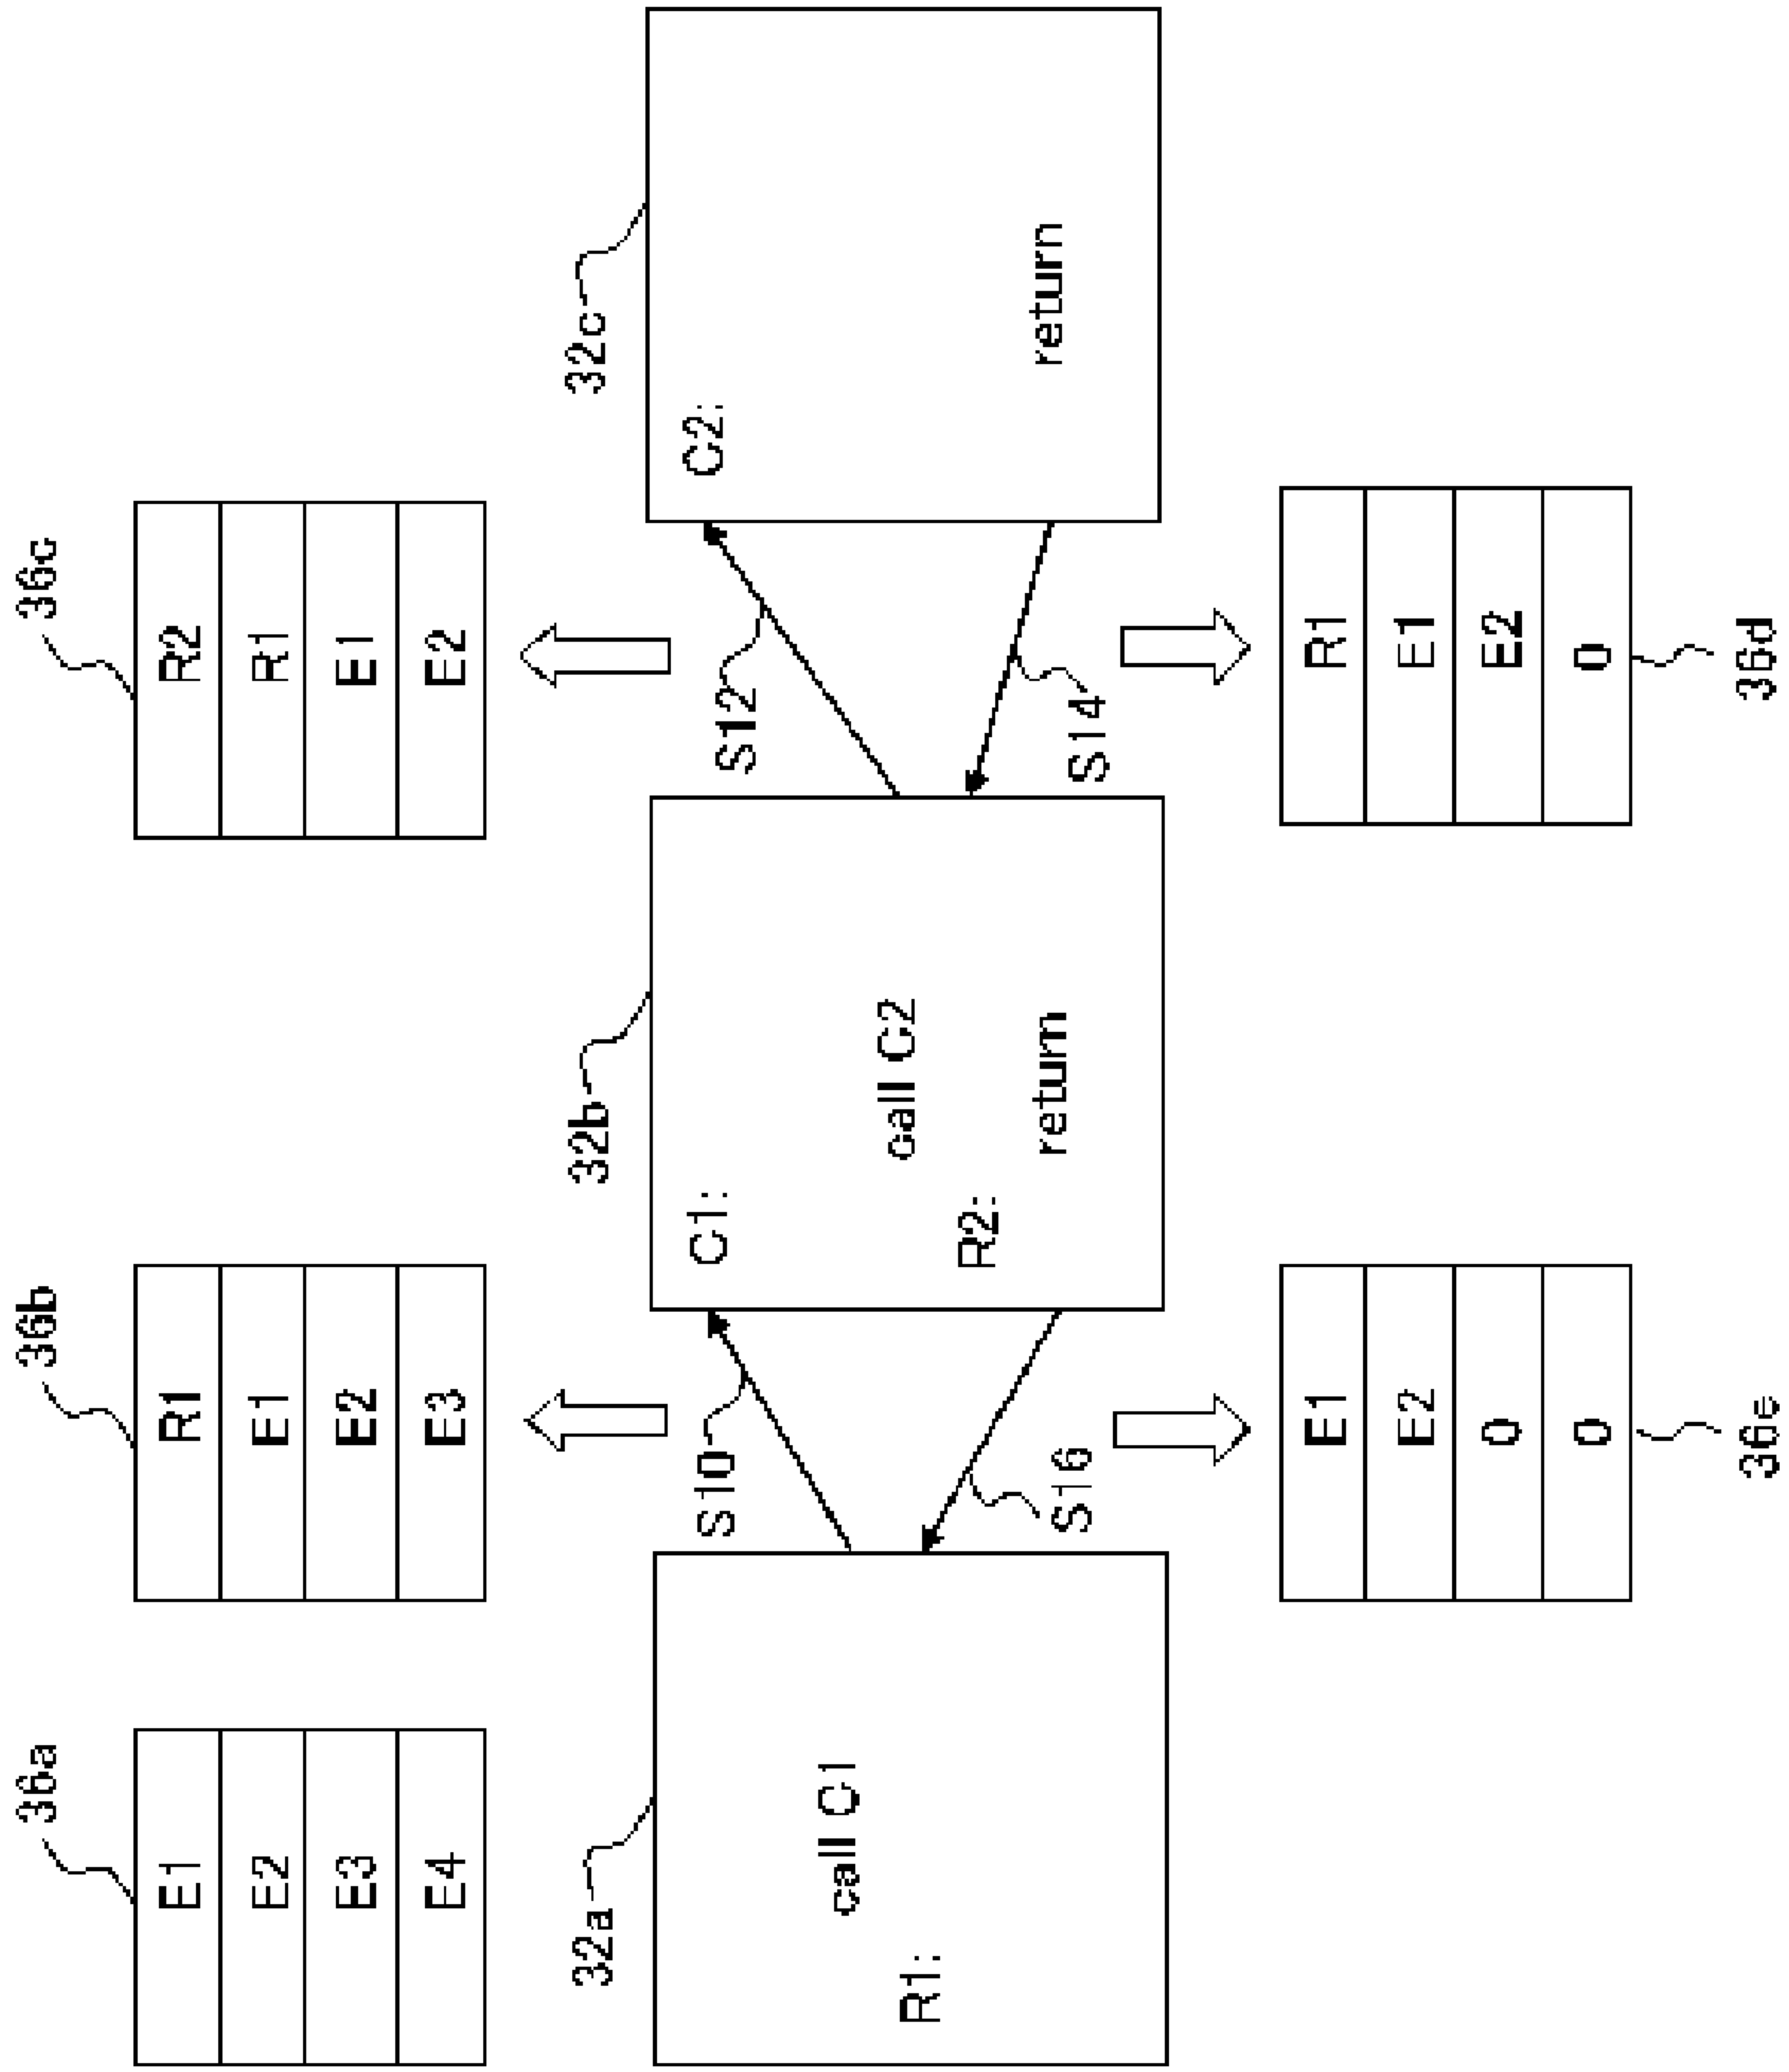 36a
36b
36c
E1
E2
E3
E4
R1
E1
E2
E3
R2
R1
E1
E2
32a
32b
32c
call C1
R1:
C1:
call C2
R2:
return
C2:
return
S10
S12
S16
S14
E1
E2
0
0
R1
E1
E2
0
36e
36d